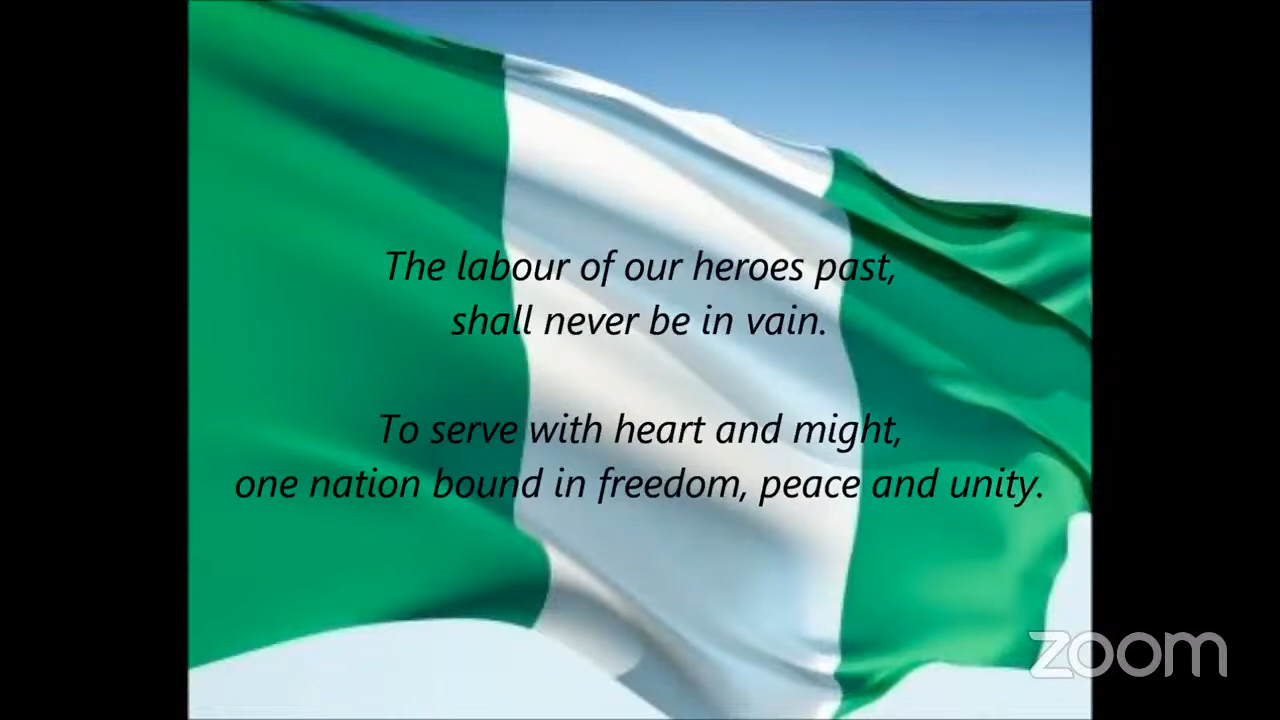 The labour of our heroes past,
shall never be in vain.
To serve with heart and might,
one nation bound in freedom, peace and unity.
zoom